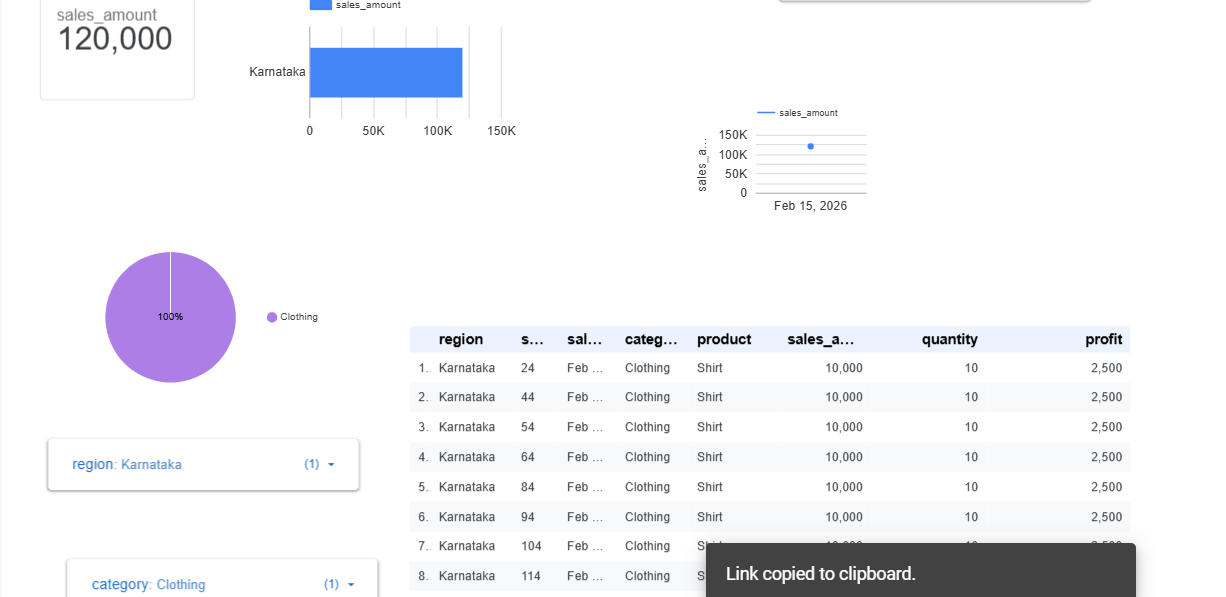 sales_amount
120,000
sales_amount
Karnataka
0 50K 100K 150K
sales_amount
sales_a...
150K
100K
50K
0
Feb 15, 2026
100%
Clothing
region s... sal... categ... product sales_a... quantity profit
1. Karnataka 24 Feb ... Clothing Shirt 10,000 10 2,500
2. Karnataka 44 Feb ... Clothing Shirt 10,000 10 2,500
3. Karnataka 54 Feb ... Clothing Shirt 10,000 10 2,500
4. Karnataka 64 Feb ... Clothing Shirt 10,000 10 2,500
5. Karnataka 84 Feb ... Clothing Shirt 10,000 10 2,500
6. Karnataka 94 Feb ... Clothing Shirt 10,000 10 2,500
7. Karnataka 104 Feb ... Clothing
8. Karnataka 114 Feb ... Clothing
region: Karnataka (1)
category: Clothing (1)
Link copied to clipboard.